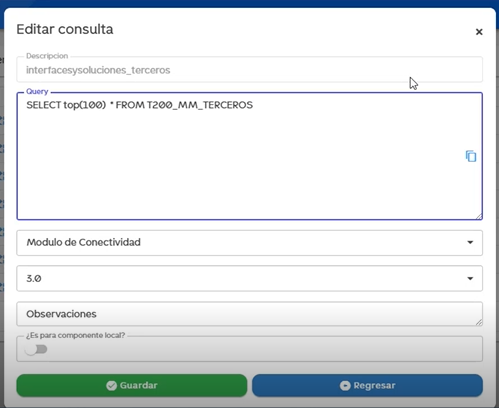 Editar consulta
×
Descripcion
interfacesysoluciones_terceros
Query
SELECT top(100) * FROM T200_MM_TERCEROS
Modulo de Conectividad
3.0
Observaciones
¿Es para componente local?
Guardar
Regresar